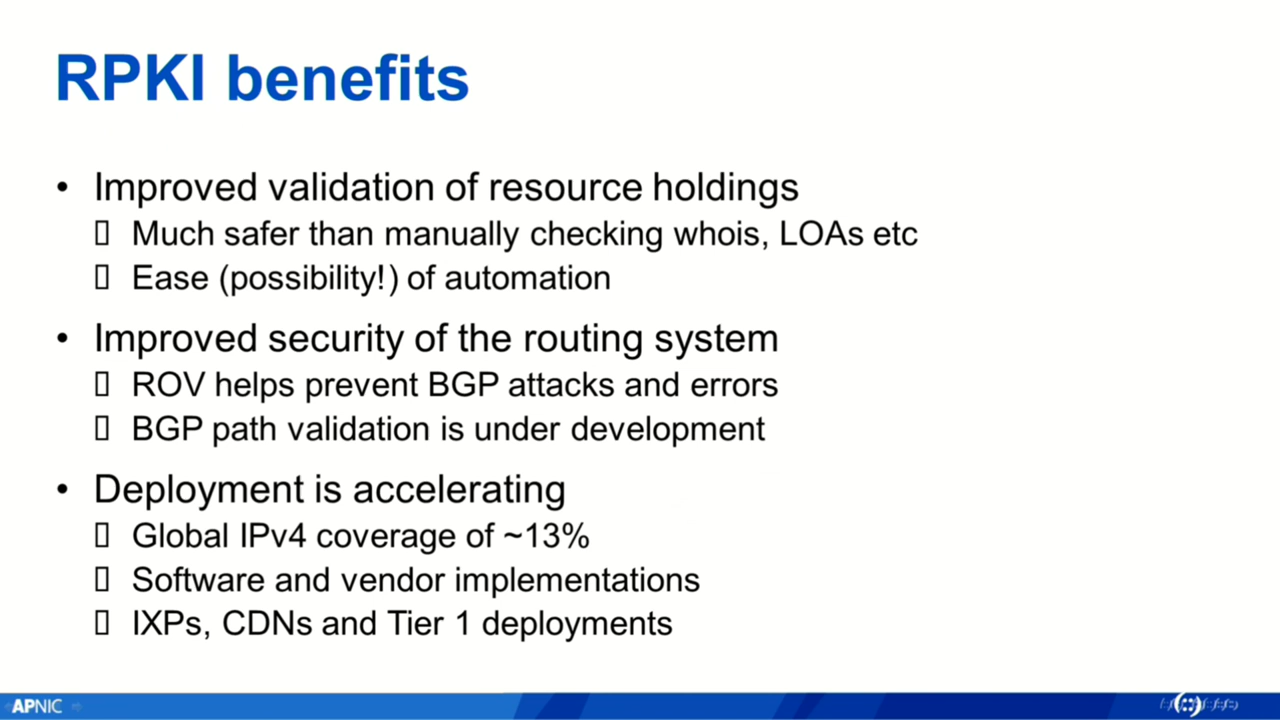 RPKI benefits
• Improved validation of resource holdings
Much safer than manually checking whois, LOAs etc
Ease (possibility!) of automation
• Improved security of the routing system
ROV helps prevent BGP attacks and errors
BGP path validation is under development
• Deployment is accelerating
Global IPv4 coverage of ~13%
Software and vendor implementations
IXPs, CDNs and Tier 1 deployments
APNIC